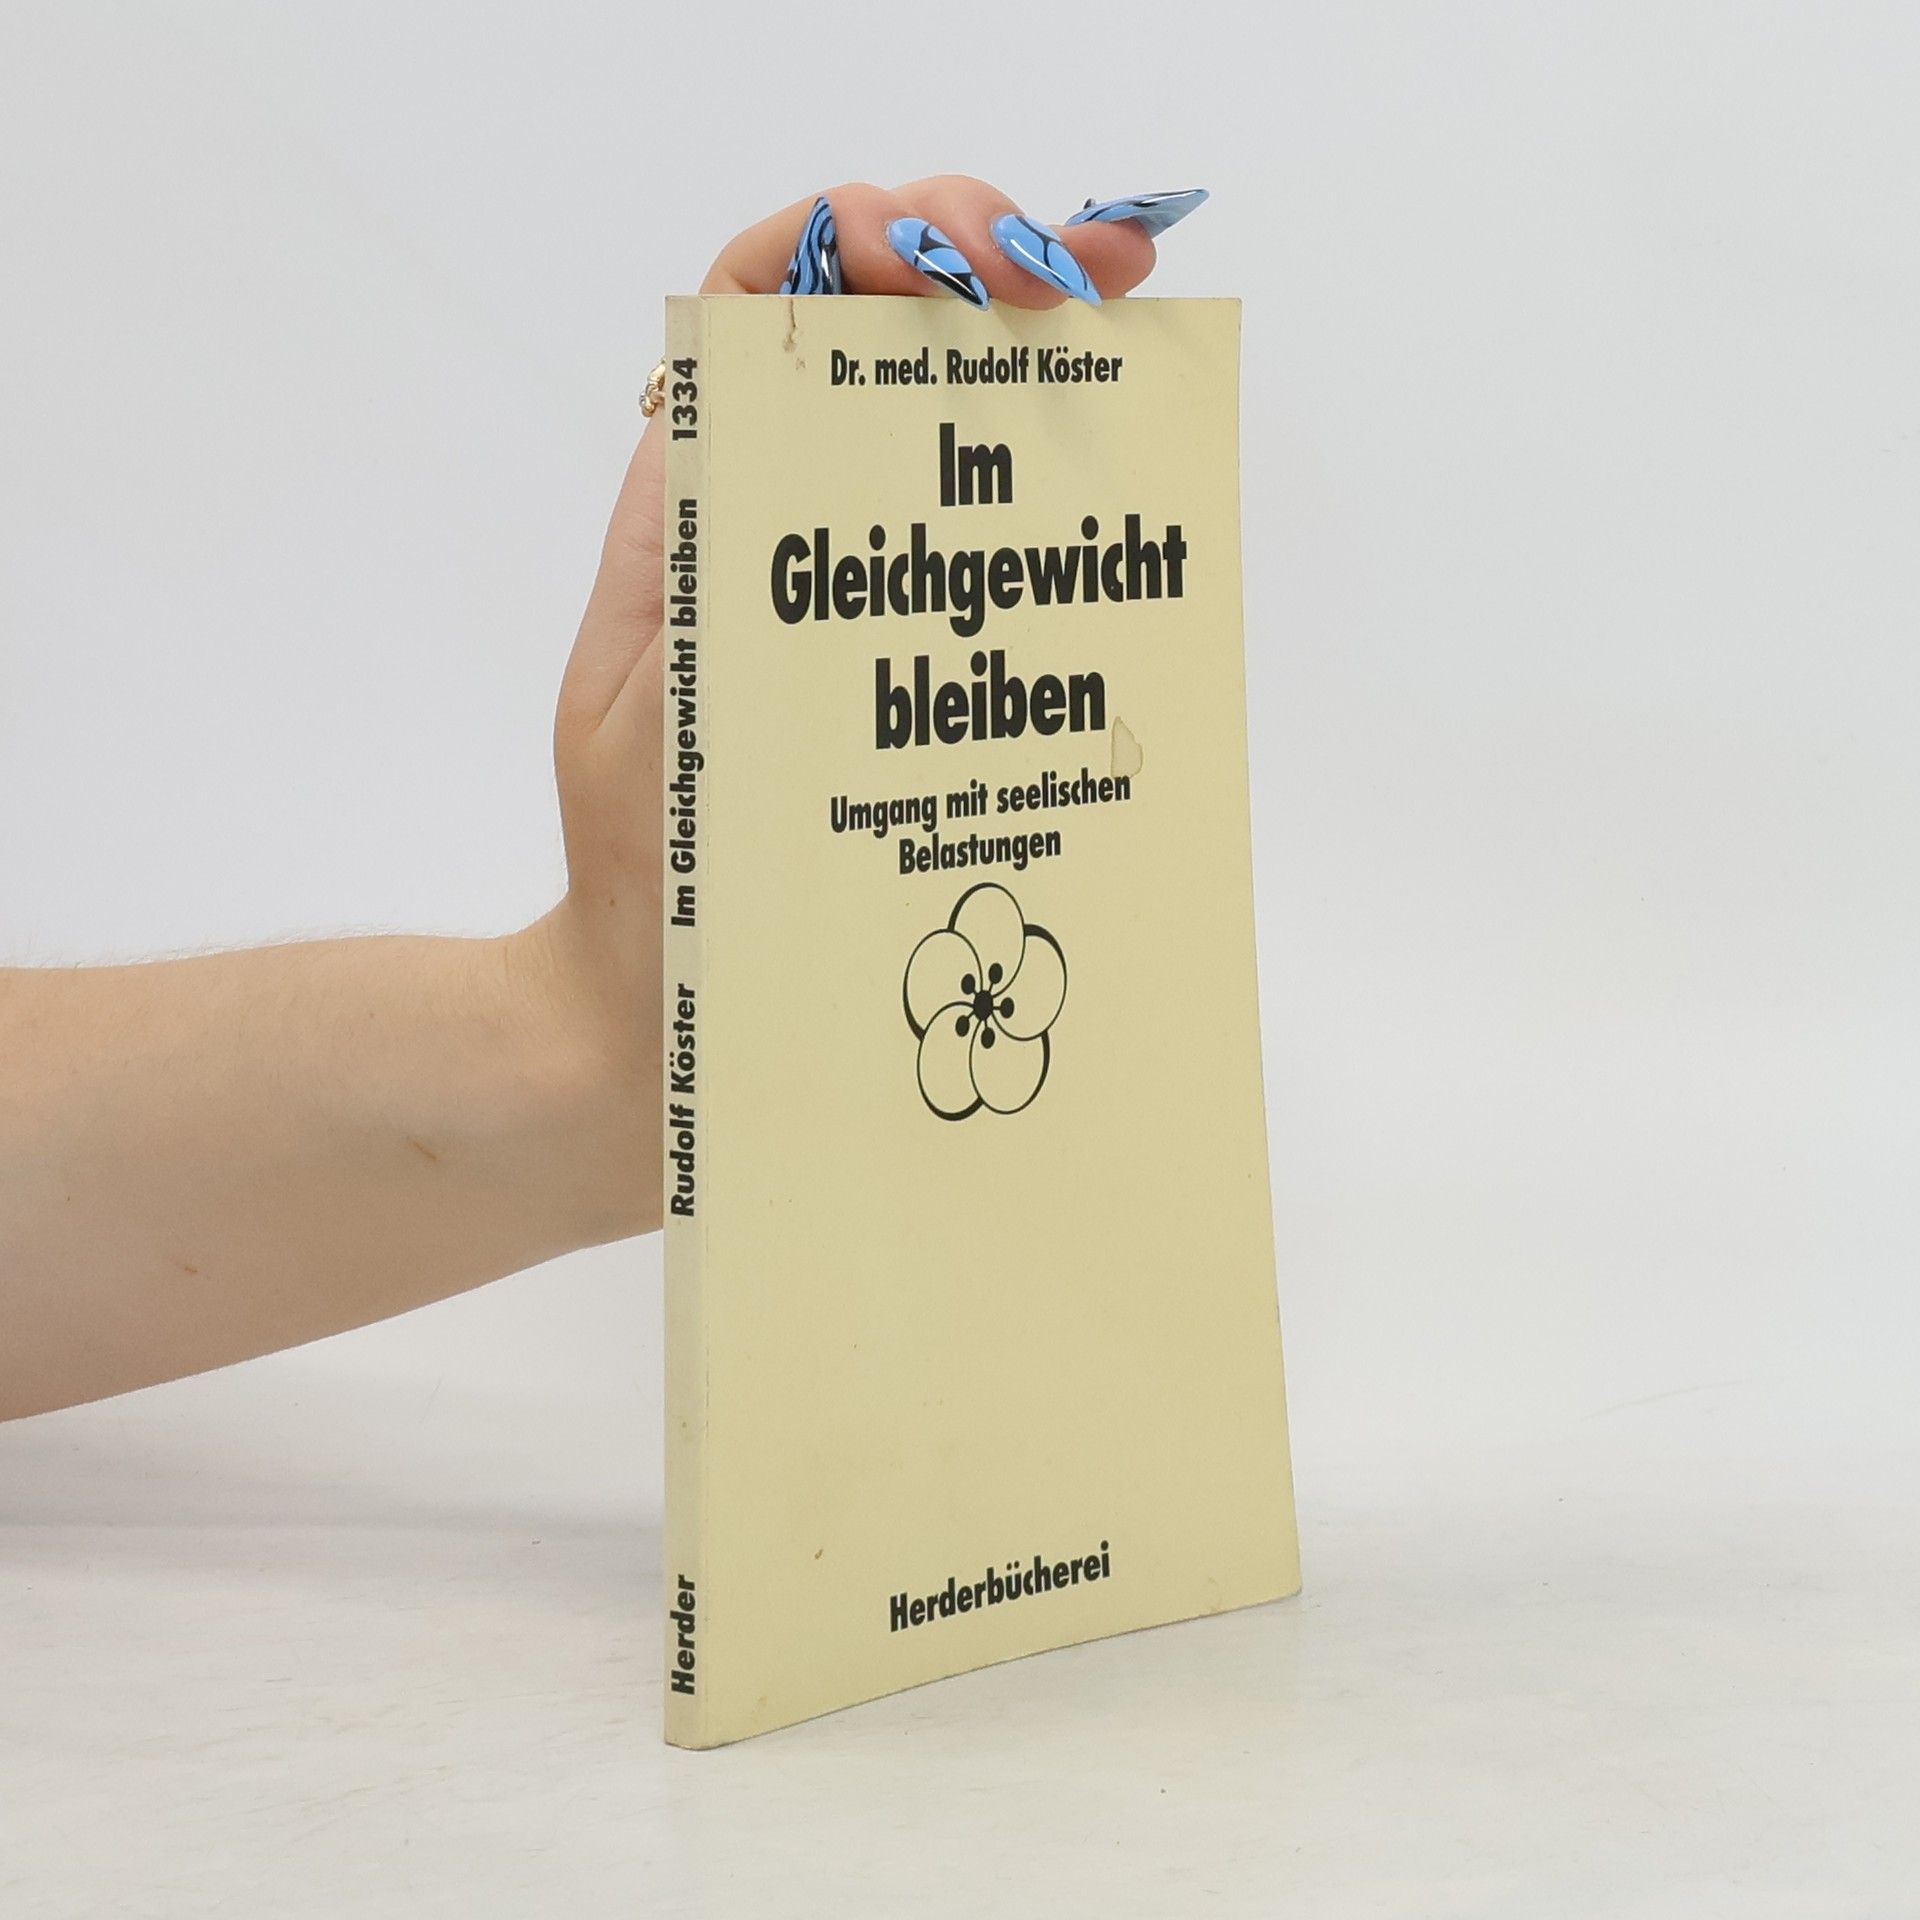 Dr. med. Rudolf Köster
Im
Gleichgewicht
bleiben
Umgang mit seelischen
Belastungen
Herderbücherei
Herder Rudolf Köster Im Gleichgewicht bleiben 1334